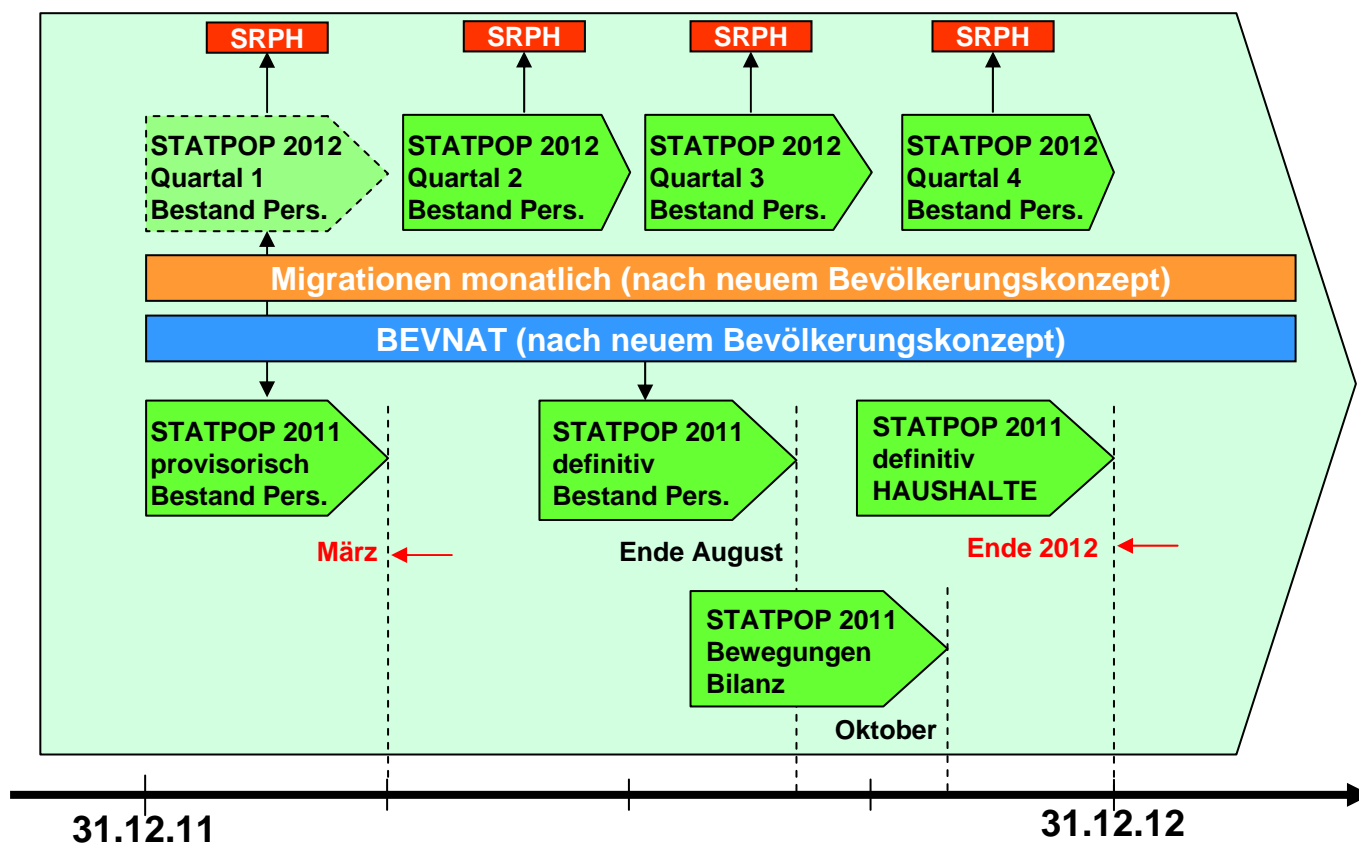 SRPH
SRPH
SRPH
SRPH
STATPOP 2012
Quartal 1
Bestand Pers.
STATPOP 2012
Quartal 2
Bestand Pers.
STATPOP 2012
Quartal 3
Bestand Pers.
STATPOP 2012
Quartal 4
Bestand Pers.
Migrationen monatlich (nach neuem Bevölkerungskonzept)
BEVNAT (nach neuem Bevölkerungskonzept)
STATPOP 2011
provisorisch
Bestand Pers.
STATPOP 2011
definitiv
Bestand Pers.
STATPOP 2011
definitiv
HAUSHALTE
März
Ende August
Ende 2012
STATPOP 2011
Bewegungen
Bilanz
Oktober
31.12.11
31.12.12